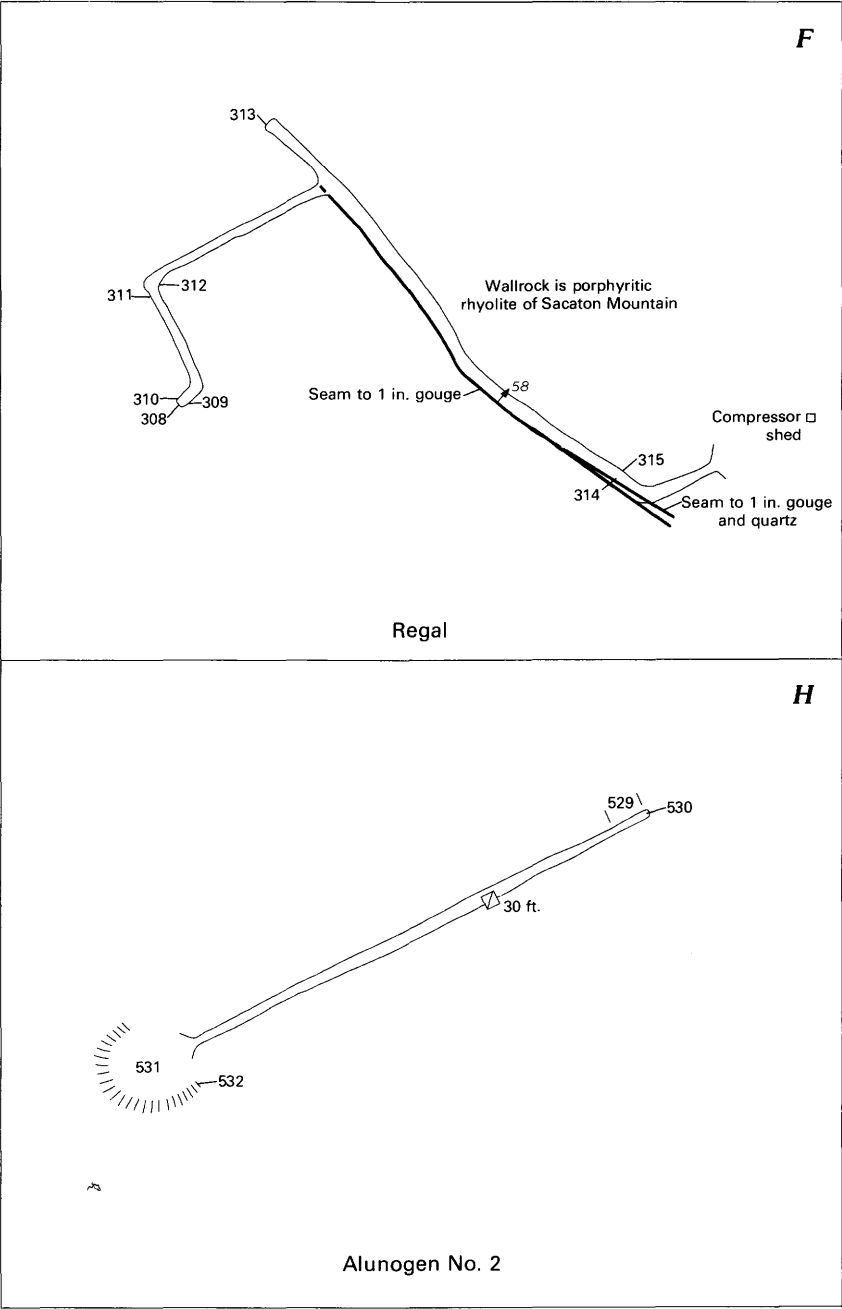 F
313
312
311
Wallrock is porphyritic
rhyolite of Sacaton Mountain
58
Seam to 1 in. gouge
310
309
308
Compressor
shed
315
314
Seam to 1 in. gouge
and quartz
Regal
H
529
530
30 ft.
531
532
Alunogen No. 2